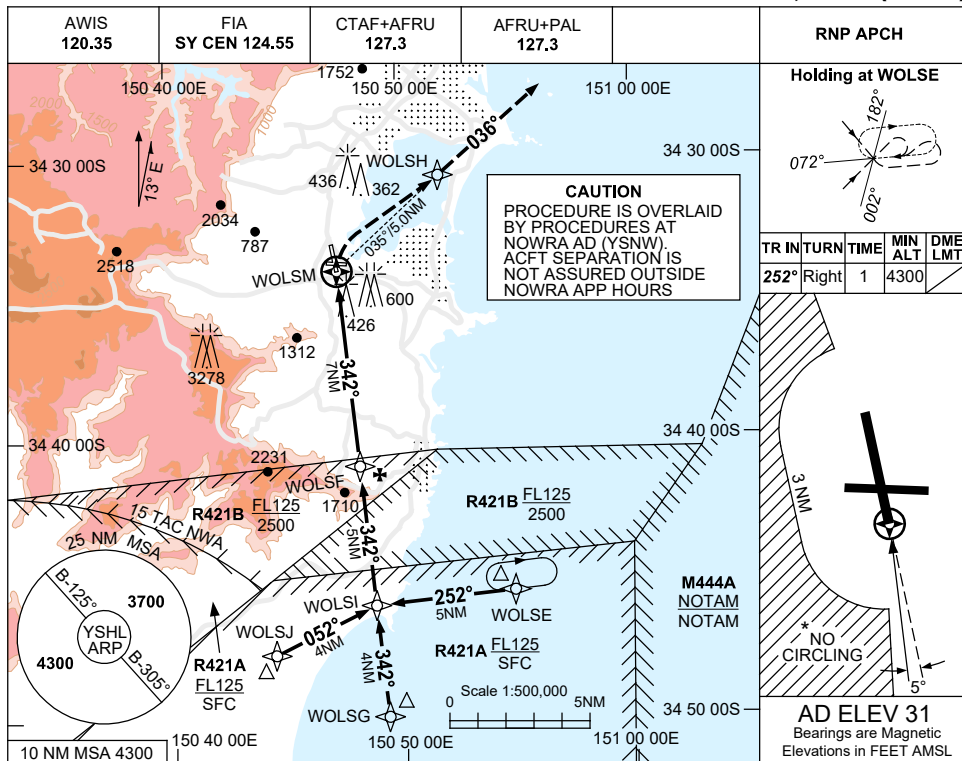 AWIS
120.35
FIA
SY CEN 124.55
CTAF+AFRU
127.3
AFRU+PAL
127.3
RNP APCH
150 40 00E
1752
150 50 00E
151 00 00E
2000
1500
1000
34 30 00S
34 30 00S
13° E
WOLSH
036°
436
362
2034
787
2518
035°/5.0NM
WOLSM
600
426
CAUTION
PROCEDURE IS OVERLAID
BY PROCEDURES AT
NOWRA AD (YSNW).
ACFT SEPARATION IS
NOT ASSURED OUTSIDE
NOWRA APP HOURS
1312
3278
342°
7NM
34 40 00S
34 40 00S
2231
WOLSF
1710
R421B FL125
2500
R421B FL125
2500
15 TAC NWA
25 NM MSA
342°
5NM
B-125°
3700
YSHL
ARP
4300
B-305°
WOLSI
252°
5NM
WOLSE
M444A
NOTAM
NOTAM
WOLSJ
052°
4NM
R421A
FL125
SFC
342°
4NM
R421A FL125
SFC
Scale 1:500,000
0
5NM
WOLSG
34 50 00S
10 NM MSA 4300
150 40 00E
150 50 00E
151 00 00E
Holding at WOLSE
182°
072°
002°
TR IN TURN TIME MIN ALT DME LMT
252° Right 1 4300
3 NM
* NO
CIRCLING
5°
AD ELEV 31
Bearings are Magnetic
Elevations in FEET AMSL